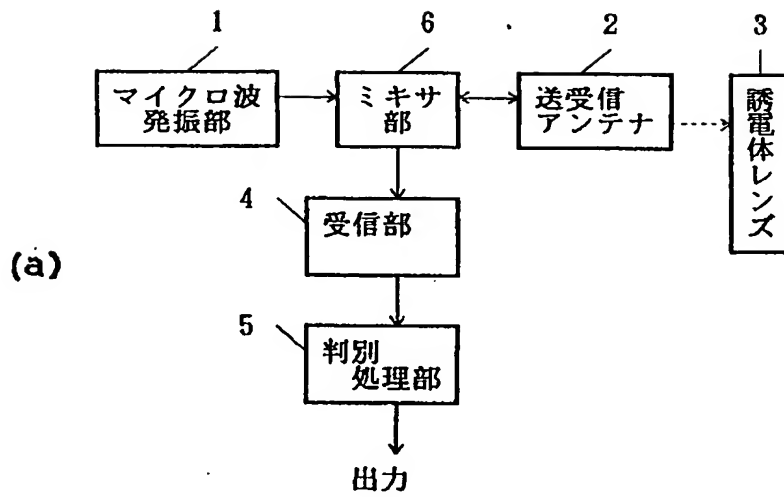 1
6
2
3
マイクロ波
発振部
ミキサ
部
送受信
アンテナ
誘電体レンズ
4
受信部
(a)
5
判別
処理部
出力